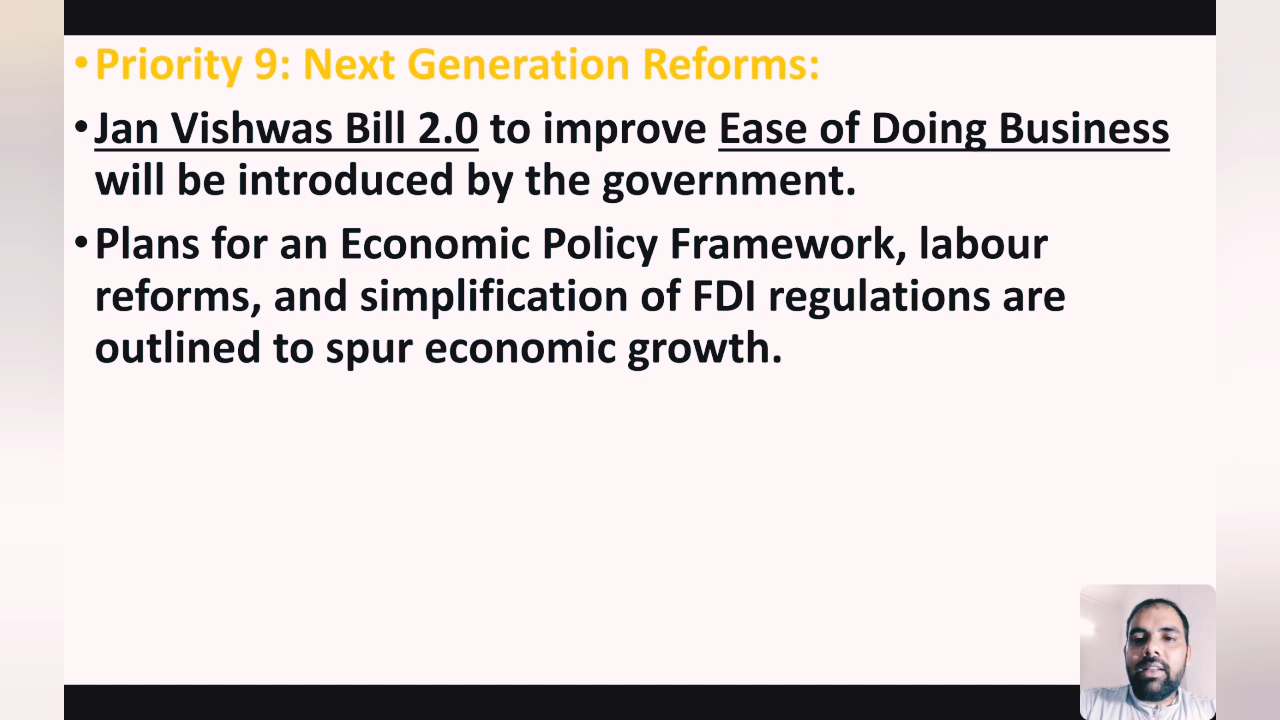 •Priority 9: Next Generation Reforms:
•Jan Vishwas Bill 2.0 to improve Ease of Doing Business
will be introduced by the government.
•Plans for an Economic Policy Framework, labour
reforms, and simplification of FDI regulations are
outlined to spur economic growth.